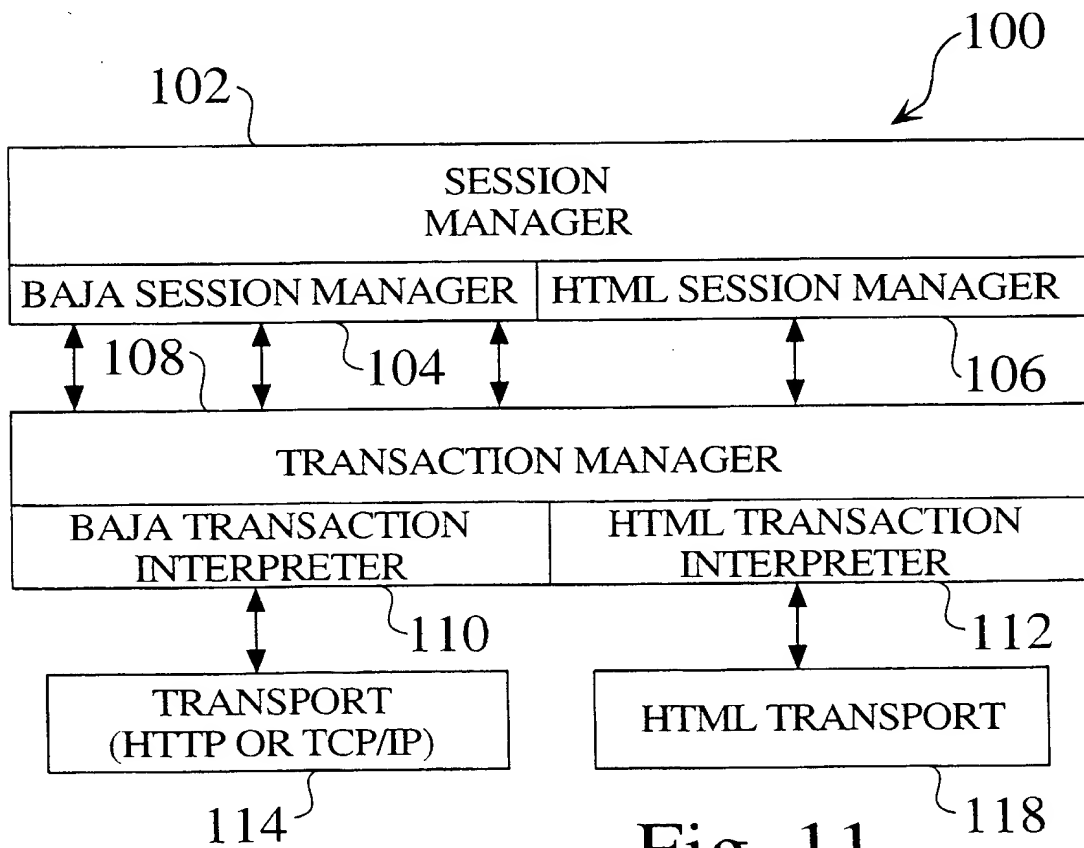 100
102
SESSION
MANAGER
BAJA SESSION MANAGER
HTML SESSION MANAGER
108
104
106
TRANSACTION MANAGER
BAJA TRANSACTION
INTERPRETER
HTML TRANSACTION
INTERPRETER
110
112
TRANSPORT
(HTTP OR TCP/IP)
HTML TRANSPORT
114
118
Fig. 11